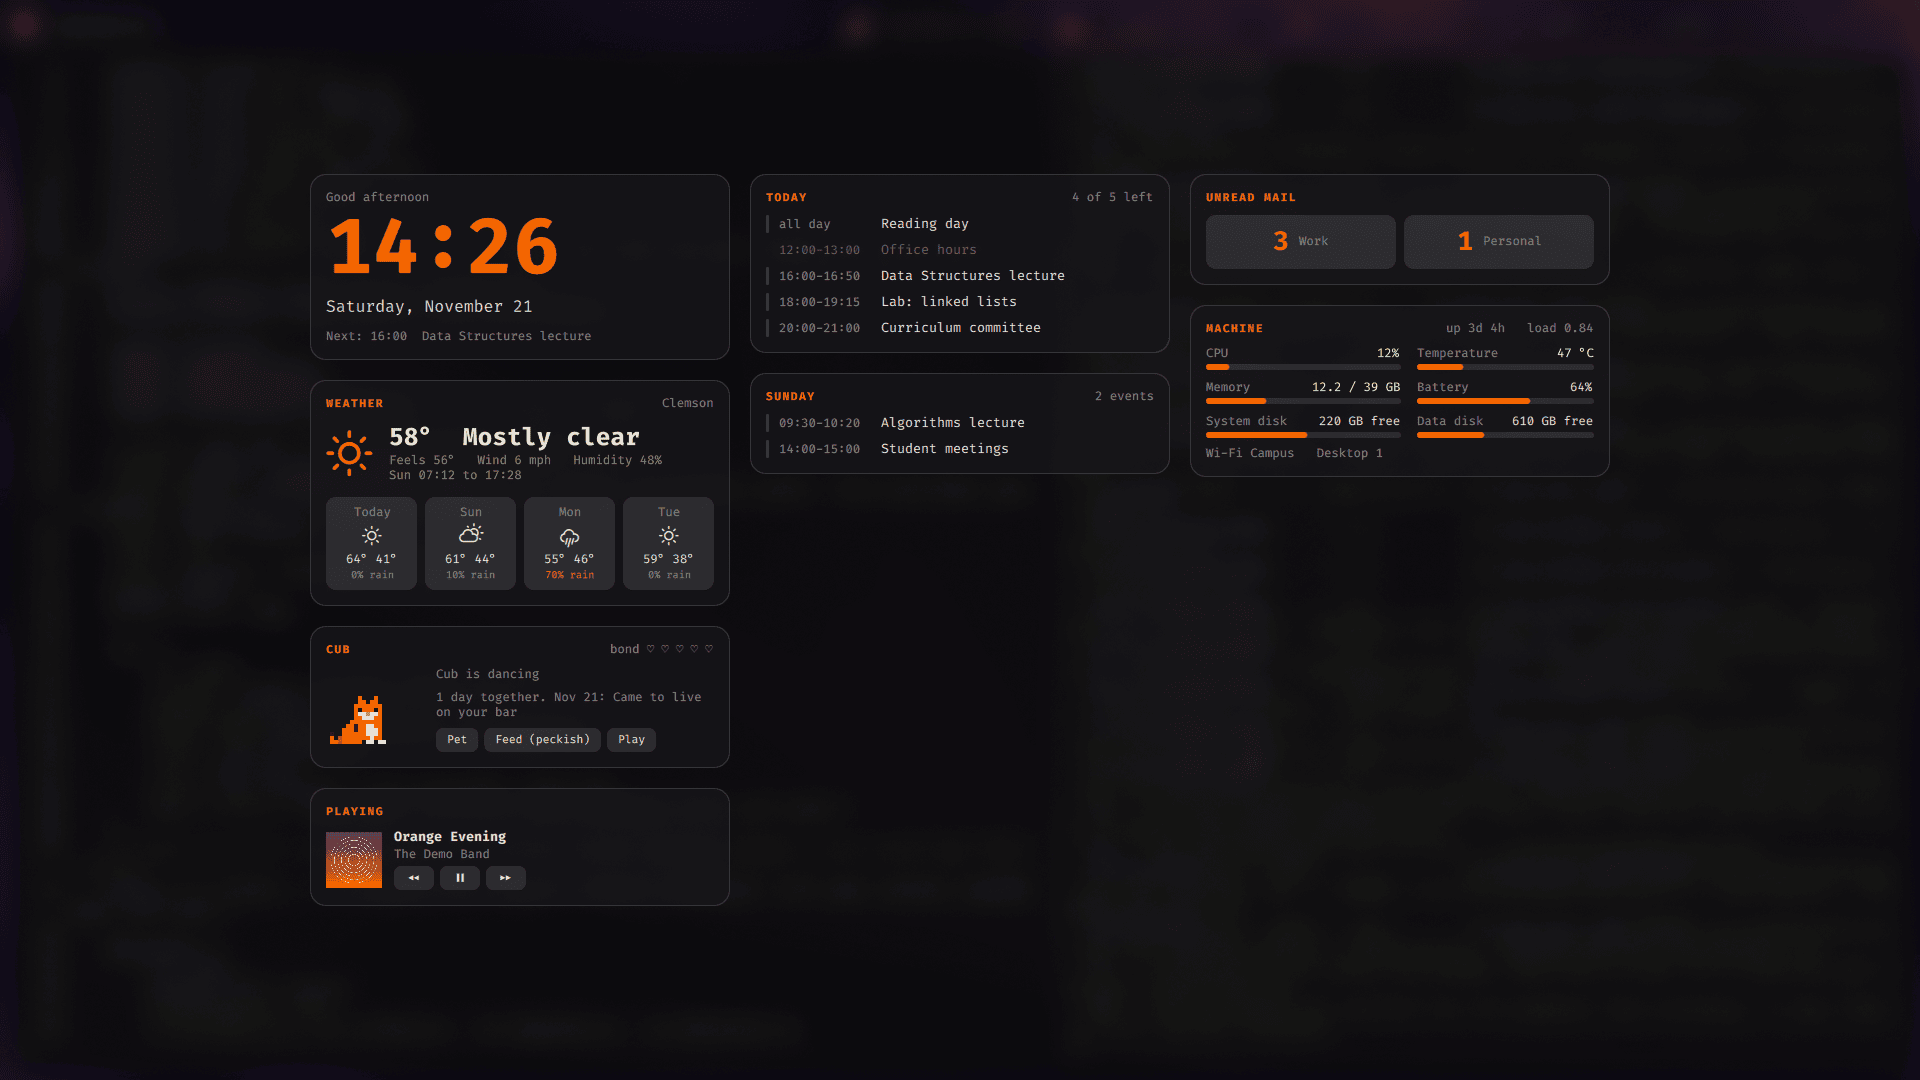 Good afternoon
14:26
Saturday, November 21
Next: 16:00 Data Structures lecture
WEATHER Clemson
58° Mostly clear
Feels 56° Wind 6 mph Humidity 48%
Sun 07:12 to 17:28
Today Sun Mon Tue
64° 41° 61° 44° 55° 46° 59° 38°
0% rain 10% rain 70% rain 0% rain
CUB bond ♡ ♡ ♡ ♡ ♡
Cub is dancing
1 day together. Nov 21: Came to live
on your bar
Pet Feed (peckish) Play
PLAYING
Orange Evening
The Demo Band
TODAY 4 of 5 left
all day Reading day
12:00-13:00 Office hours
16:00-16:50 Data Structures lecture
18:00-19:15 Lab: linked lists
20:00-21:00 Curriculum committee
SUNDAY 2 events
09:30-10:20 Algorithms lecture
14:00-15:00 Student meetings
UNREAD MAIL
3 Work 1 Personal
MACHINE up 3d 4h load 0.84
CPU 12% Temperature 47 °C
Memory 12.2 / 39 GB Battery 64%
System disk 220 GB free Data disk 610 GB free
Wi-Fi Campus Desktop 1